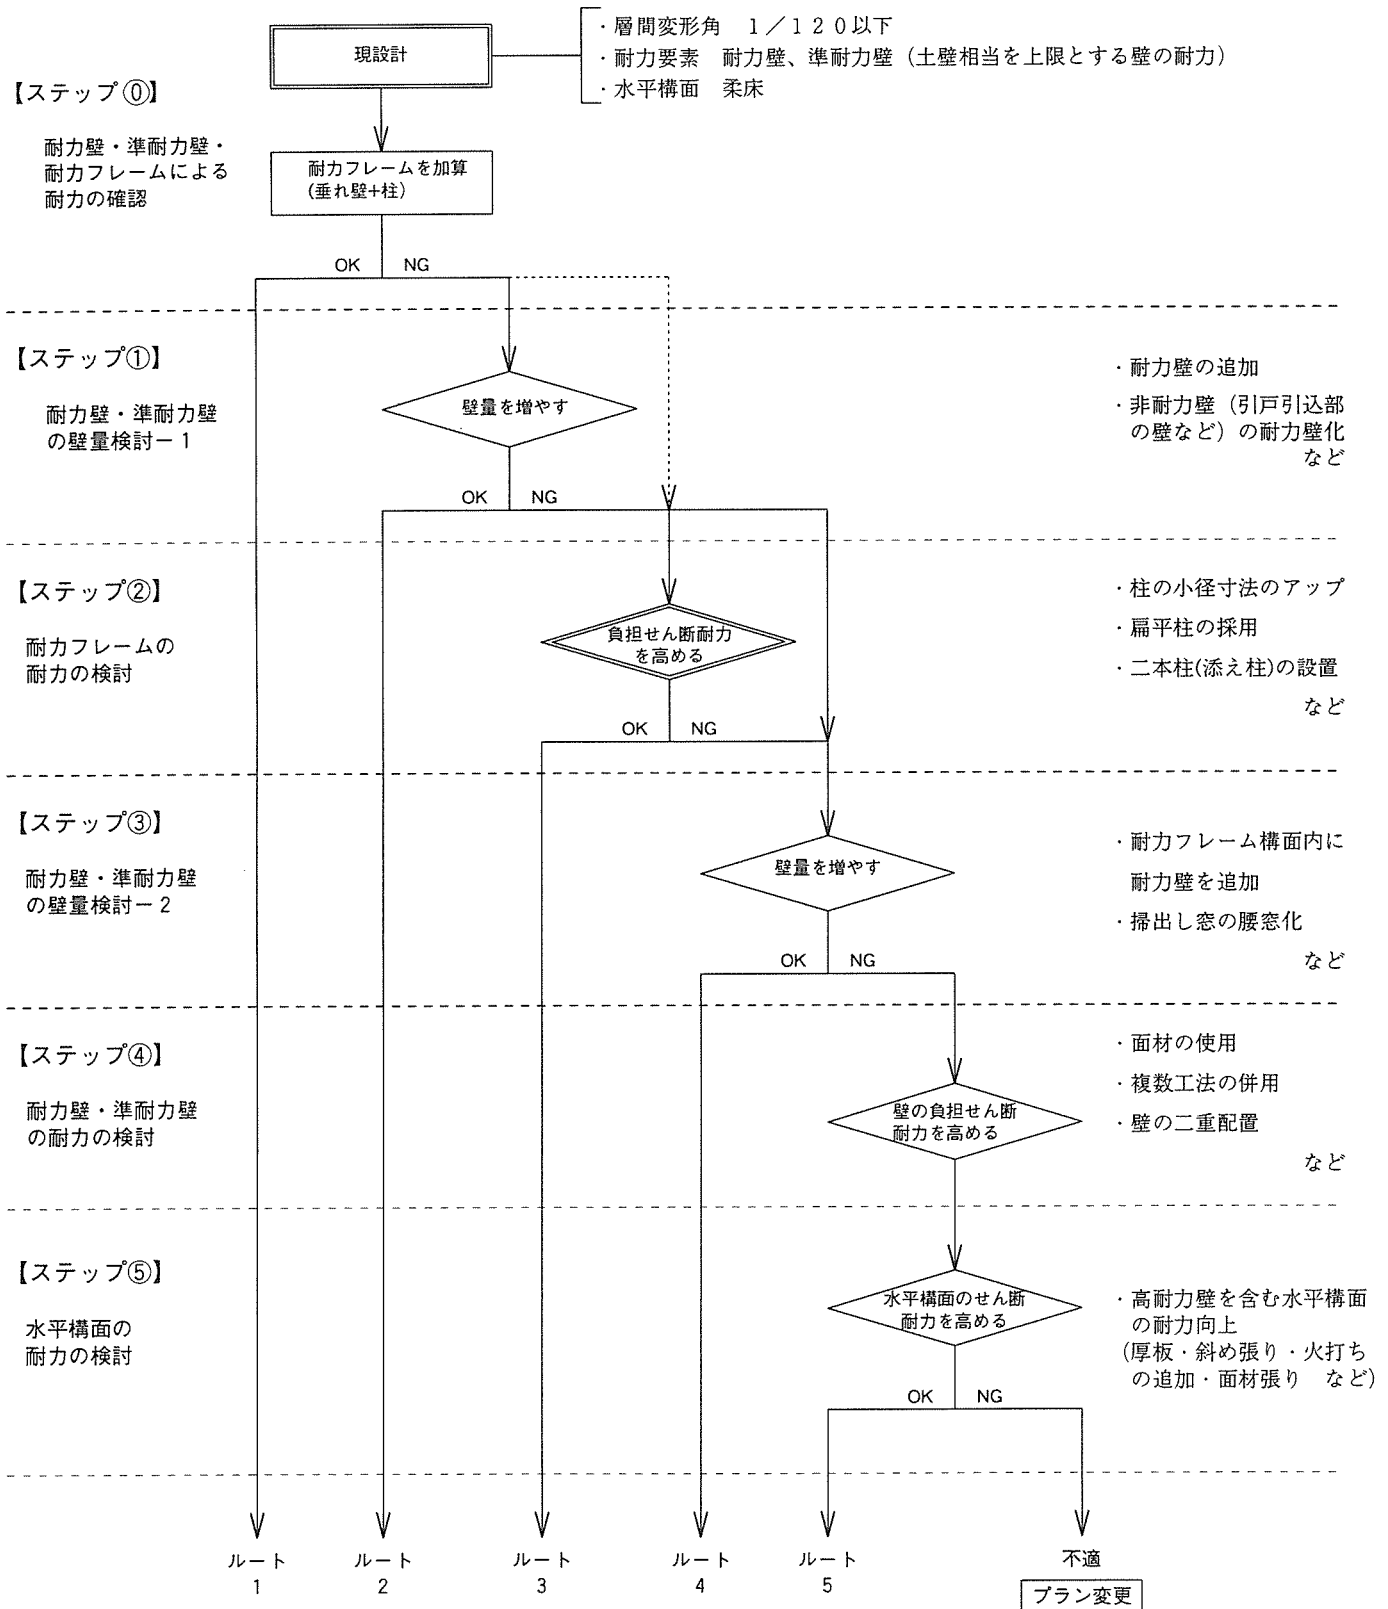 現設計
・層間変形角　１／１２０以下
・耐力要素　耐力壁、準耐力壁（土壁相当を上限とする壁の耐力）
・水平構面　柔床
【ステップ⓪】
耐力壁・準耐力壁・
耐力フレームによる
耐力の確認
耐力フレームを加算
(垂れ壁+柱)
OK NG
【ステップ①】
耐力壁・準耐力壁
の壁量検討ー１
壁量を増やす
・耐力壁の追加
・非耐力壁（引戸引込部
の壁など）の耐力壁化
など
OK NG
【ステップ②】
耐力フレームの
耐力の検討
負担せん断耐力
を高める
・柱の小径寸法のアップ
・扁平柱の採用
・二本柱(添え柱)の設置
など
OK NG
【ステップ③】
耐力壁・準耐力壁
の壁量検討ー２
壁量を増やす
・耐力フレーム構面内に
耐力壁を追加
・掃出し窓の腰窓化
など
OK NG
【ステップ④】
耐力壁・準耐力壁
の耐力の検討
壁の負担せん断
耐力を高める
・面材の使用
・複数工法の併用
・壁の二重配置
など
【ステップ⑤】
水平構面の
耐力の検討
水平構面のせん断
耐力を高める
・高耐力壁を含む水平構面
の耐力向上
(厚板・斜め張り・火打ち
の追加・面材張り　など)
OK NG
ルート
1
ルート
2
ルート
3
ルート
4
ルート
5
不適
プラン変更